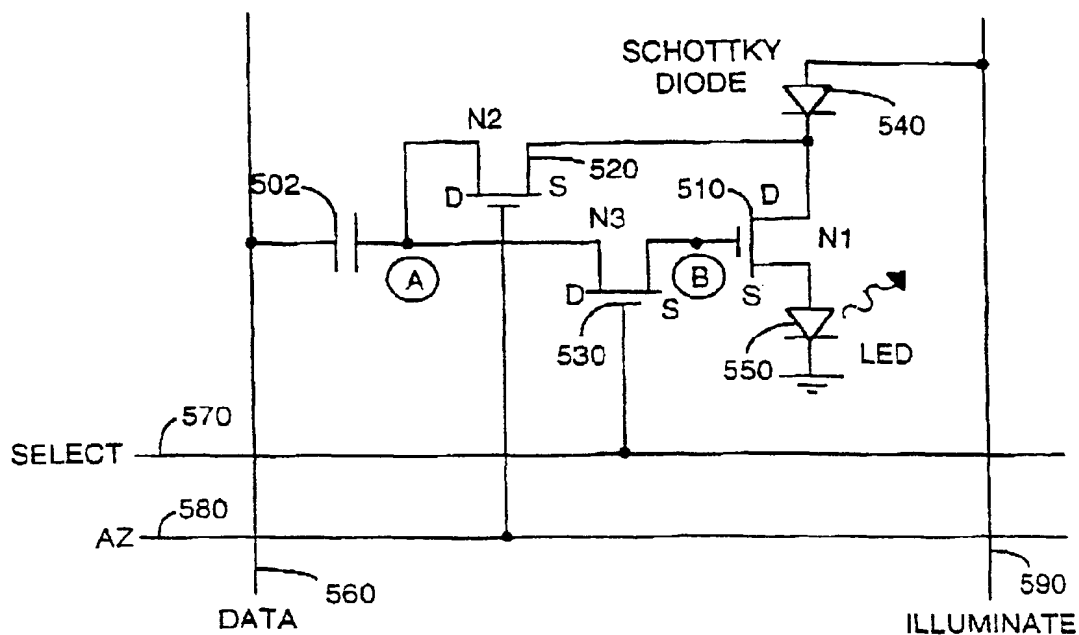 SCHOTTKY
DIODE
540
N2
520
502
D
S
510
D
N3
N1
A
B
D
S
S
530
550
LED
570
SELECT
580
AZ
560
590
DATA
ILLUMINATE